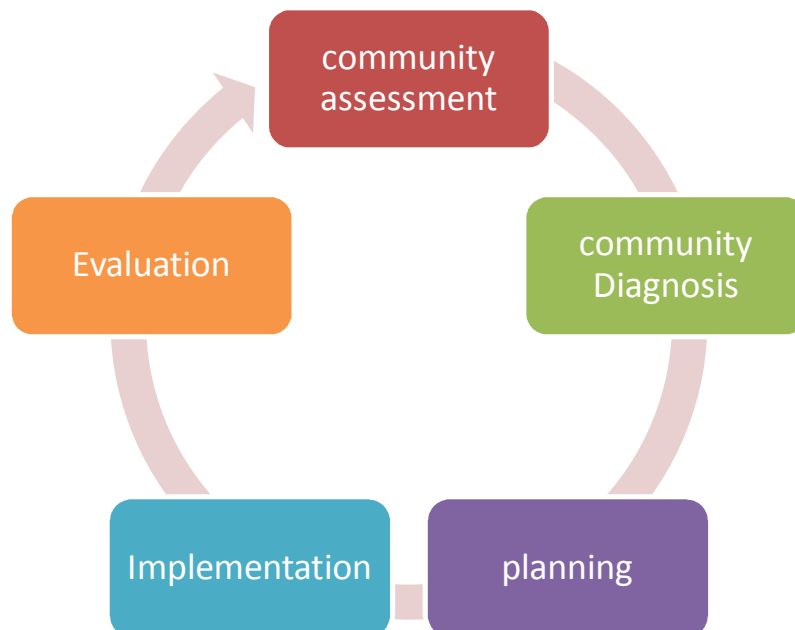 community
assessment
community
Diagnosis
planning
Implementation
Evaluation